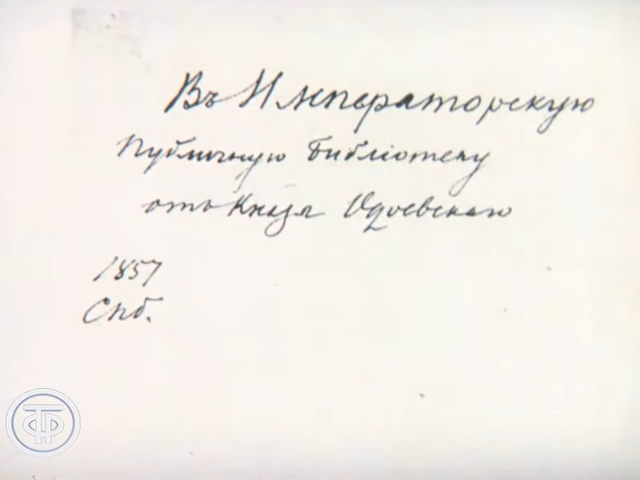 Въ Императорскую
Публичную Библіотеку
отъ Князя Одоевскаго
1857
Спб.